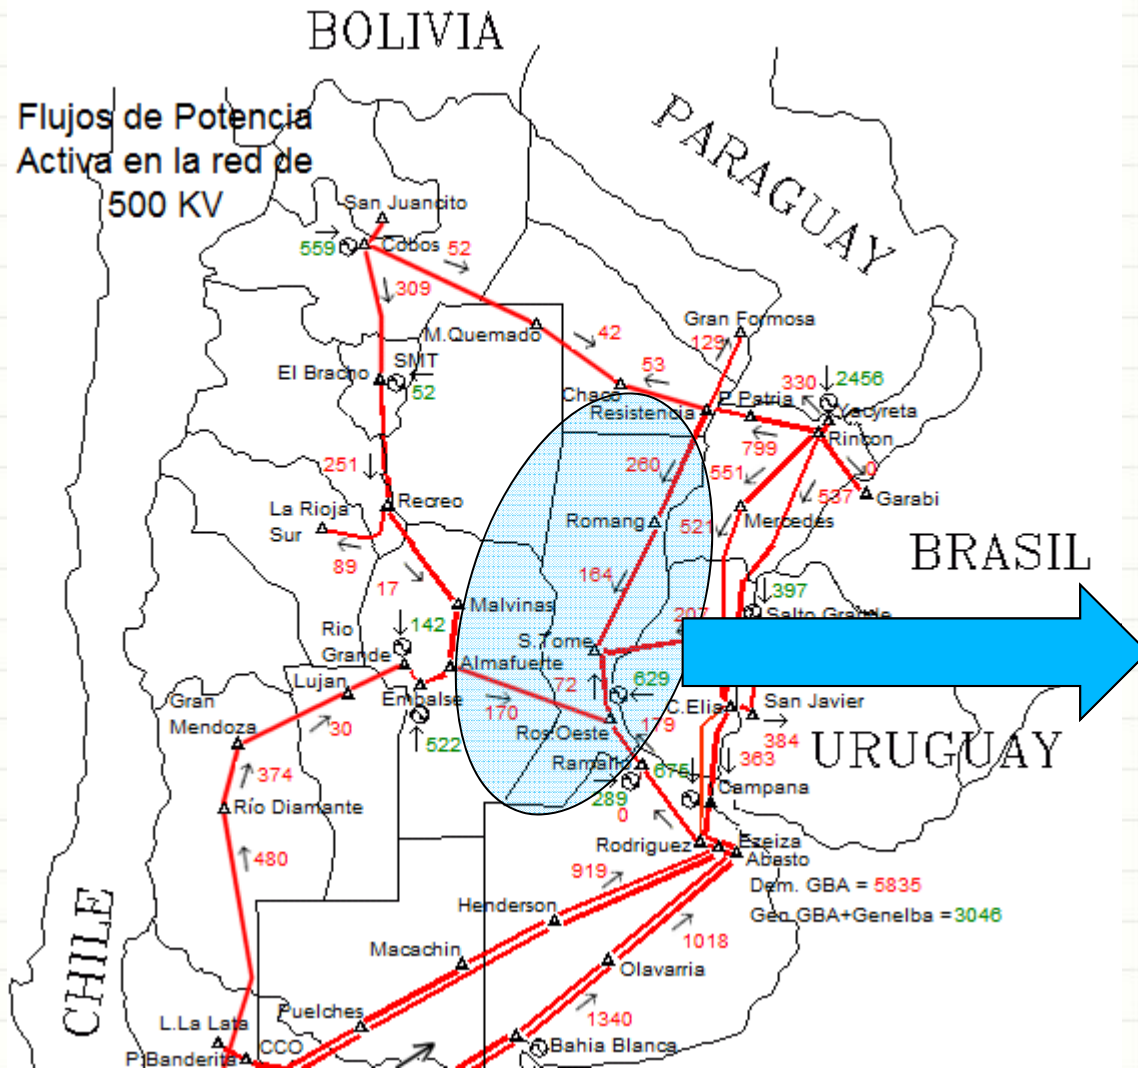 BOLIVIA
Flujos de Potencia
Activa en la red de
500 KV
PARAGUAY
San Juancito
559
Cobos
52
309
M.Quemado
42
Gran Formosa
129
El Bracho
SMT
52
53
Chaco
330
2456
P.Patria
Yacyreta
Resistencia
Rincon
799
0
251
260
551
537
Garabi
Recreo
La Rioja
Sur
Romang
521
Mercedes
BRASIL
89
17
164
397
Malvinas
207
Salto Grande
142
Rio
Grande
S.Tome
Almafuerte
Lujan
Embalse
72
629
Gran
Mendoza
30
170
C.Elia
San Javier
522
Ros.Oeste
179
384
URUGUAY
374
Ramallo
675
363
Río Diamante
289
Campana
0
480
Rodriguez
Ezeiza
Abasto
919
Dem. GBA = 5835
Henderson
Gen GBA+Genelba =3046
CHILE
Macachin
1018
Olavarria
Puelches
1340
L.La Lata
CCO
Bahia Blanca
P.Banderita